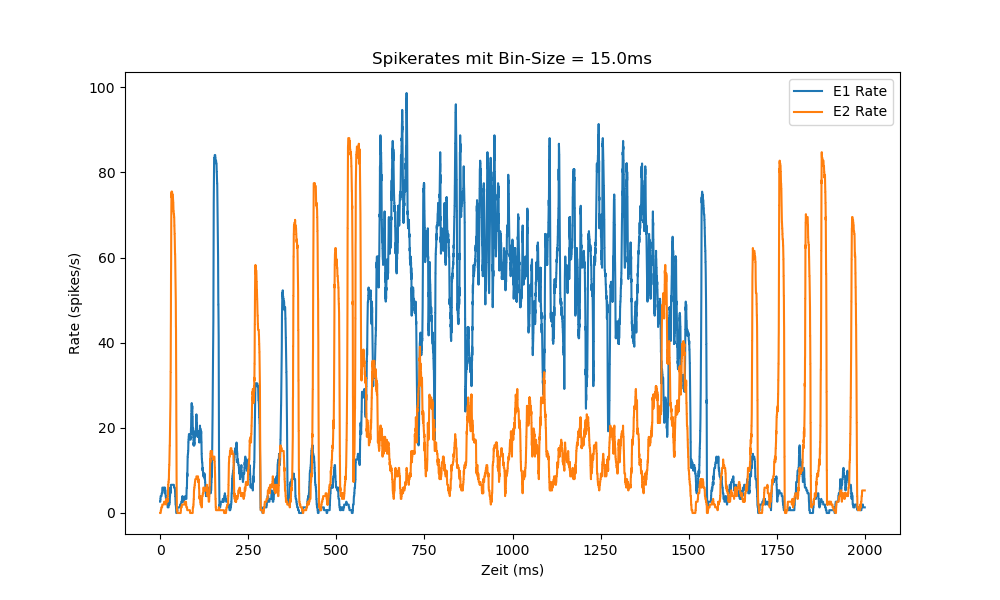 Spikerates mit Bin-Size = 15.0ms
E1 Rate
E2 Rate
100
80
60
40
20
0
Rate (spikes/s)
0 250 500 750 1000 1250 1500 1750 2000
Zeit (ms)